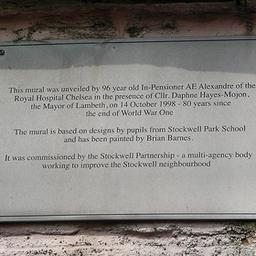 This mural was unveiled by 96 year old In-Pensioner AE Alexandre of the
Royal Hospital Chelsea in the presence of Cllr. Daphne Hayes-Mojon,
the Mayor of Lambeth, on 14 October 1998 - 80 years since
the end of World War One
The mural is based on designs by pupils from Stockwell Park School
and has been painted by Brian Barnes.
It was commissioned by the Stockwell Partnership - a multi-agency body
working to improve the Stockwell neighbourhood